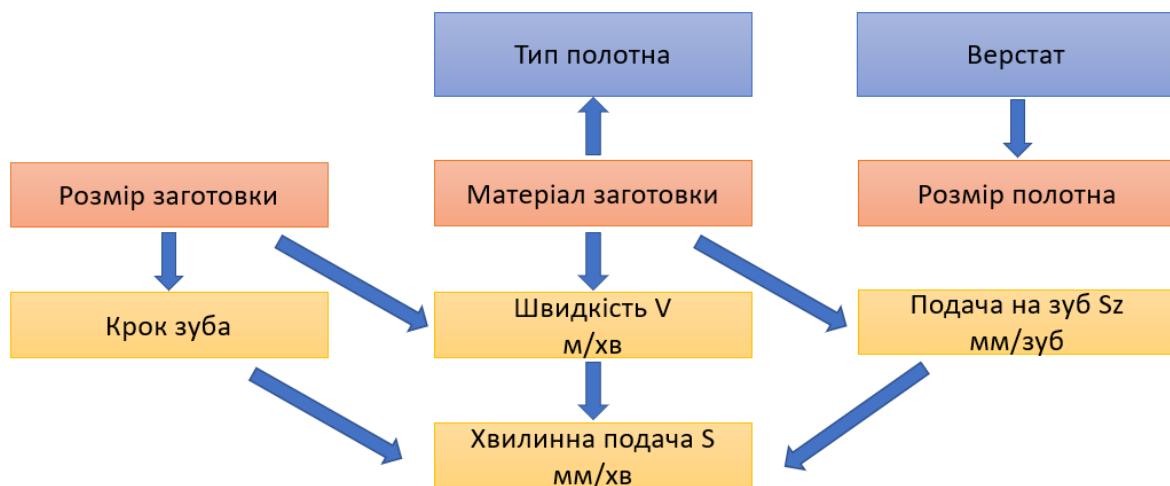 Тип полотна
Верстат
Розмір заготовки
Матеріал заготовки
Розмір полотна
Крок зуба
Швидкість V
м/хв
Подача на зуб Sz
мм/зуб
Хвилинна подача S
мм/хв